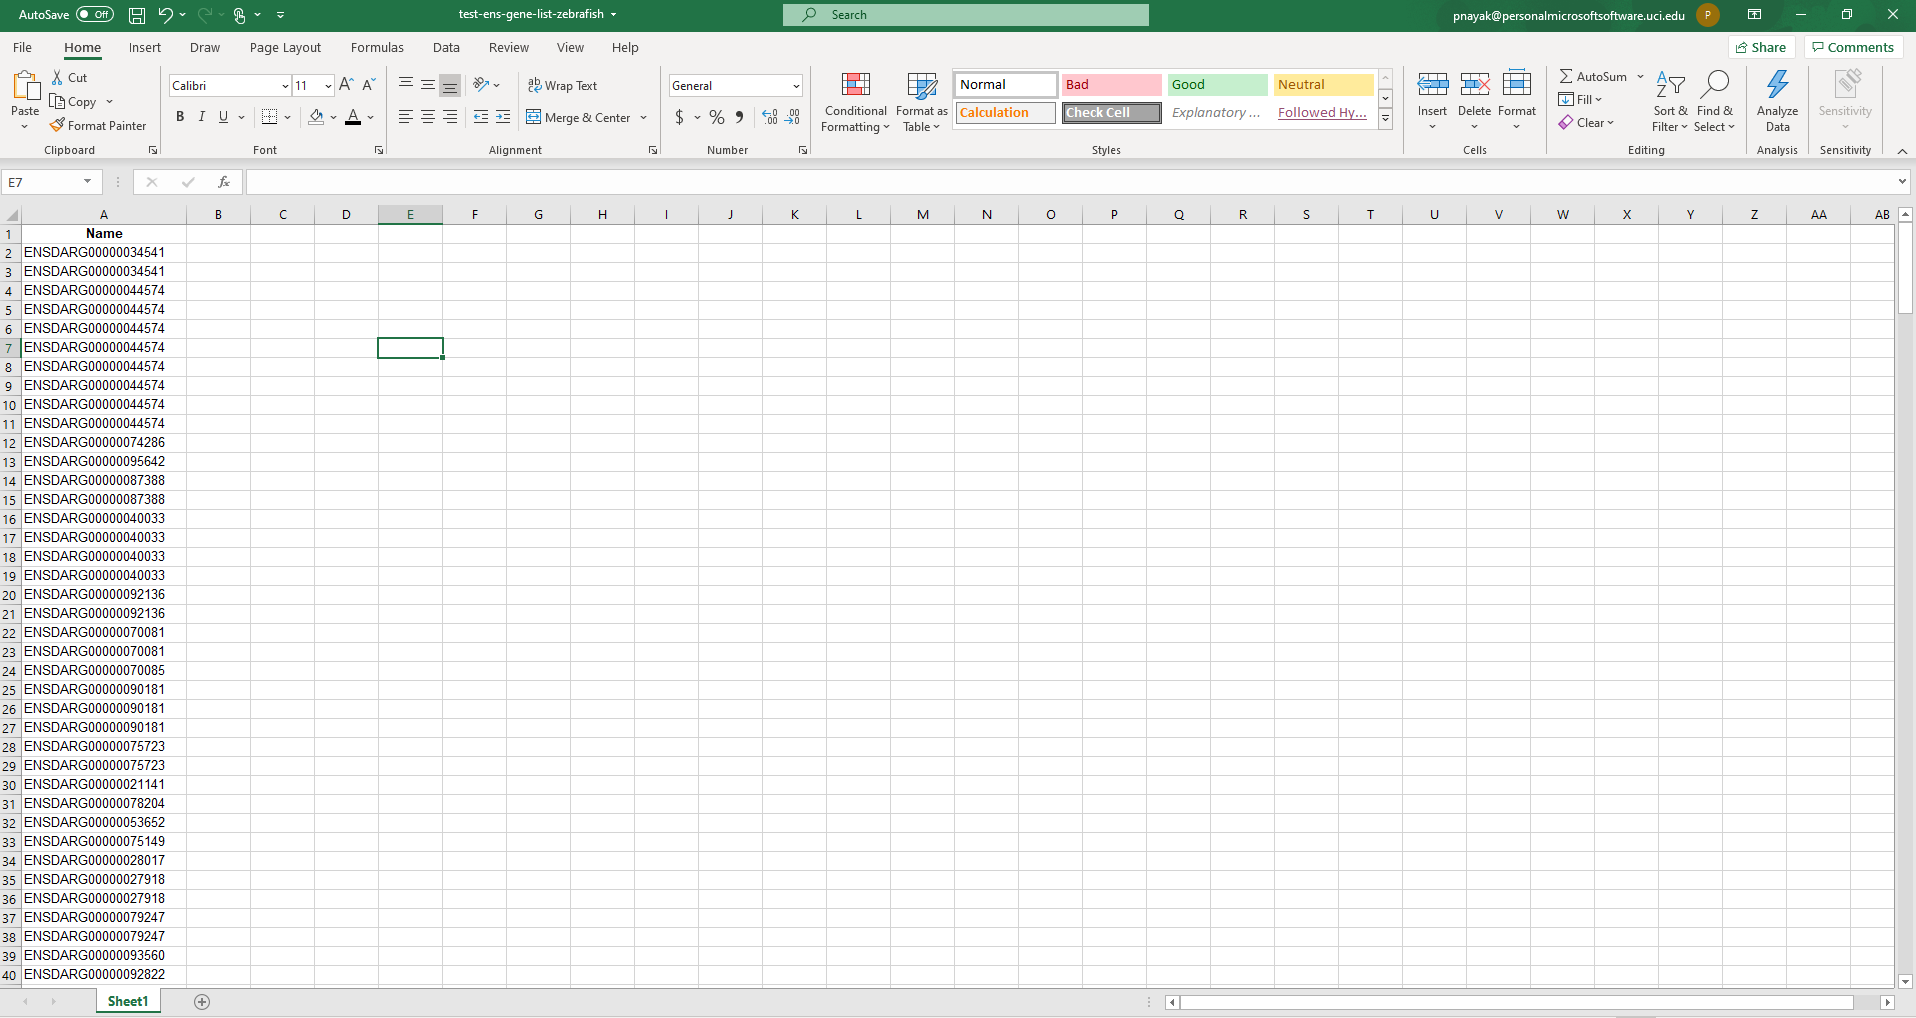 AutoSave Off test-ens-gene-list-zebrafish Search pnayak@personalmicrosoftsoftware.uci.edu P
File Home Insert Draw Page Layout Formulas Data Review View Help Share Comments
Paste Cut Copy Format Painter Clipboard
Calibri 11 B I U A Font
Wrap Text Merge & Center Alignment
General $ % Number
Conditional Formatting Format as Table
Normal Bad Good Neutral
Calculation Check Cell Explanatory ... Followed Hy...
Styles
Insert Delete Format Cells
AutoSum Fill Clear Sort & Filter Find & Select Editing
Analyze Data Analysis
Sensitivity Sensitivity
E7 fx
A B C D E F G H I J K L M N O P Q R S T U V W X Y Z AA AB
1 Name
2 ENSDARG00000034541
3 ENSDARG00000034541
4 ENSDARG00000044574
5 ENSDARG00000044574
6 ENSDARG00000044574
7 ENSDARG00000044574
8 ENSDARG00000044574
9 ENSDARG00000044574
10 ENSDARG00000044574
11 ENSDARG00000044574
12 ENSDARG00000074286
13 ENSDARG00000095642
14 ENSDARG00000087388
15 ENSDARG00000087388
16 ENSDARG00000040033
17 ENSDARG00000040033
18 ENSDARG00000040033
19 ENSDARG00000040033
20 ENSDARG00000092136
21 ENSDARG00000092136
22 ENSDARG00000070081
23 ENSDARG00000070081
24 ENSDARG00000070085
25 ENSDARG00000090181
26 ENSDARG00000090181
27 ENSDARG00000090181
28 ENSDARG00000075723
29 ENSDARG00000075723
30 ENSDARG00000021141
31 ENSDARG00000078204
32 ENSDARG00000053652
33 ENSDARG00000075149
34 ENSDARG00000028017
35 ENSDARG00000027918
36 ENSDARG00000027918
37 ENSDARG00000079247
38 ENSDARG00000079247
39 ENSDARG00000093560
40 ENSDARG00000092822
Sheet1